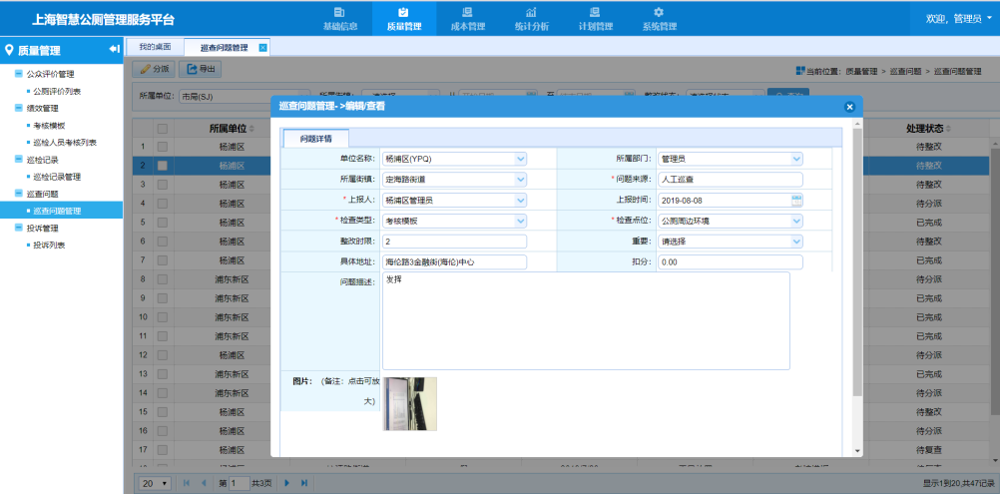 上海智慧公厕管理服务平台
基础信息 质量管理 成本管理 统计分析 计划管理 系统管理
欢迎, 管理员
质量管理
我的桌面 巡查问题管理
公众评价管理
公厕评价列表
绩效管理
考核模板
巡检人员考核列表
巡检记录
巡检记录管理
巡查问题
巡查问题管理
投诉管理
投诉列表
分派 导出
当前位置: 质量管理 > 巡查问题 > 巡查问题管理
所属单位: 市局(SJ)
所属单位 处理状态
1 杨浦区 待整改
2 杨浦区 待整改
3 杨浦区 待整改
4 杨浦区 待分派
5 杨浦区 已完成
6 杨浦区 待整改
7 杨浦区 已完成
8 浦东新区 待分派
9 浦东新区 已完成
10 浦东新区 已完成
11 浦东新区 已完成
12 杨浦区 待分派
13 浦东新区 已完成
14 浦东新区 待分派
15 杨浦区 待整改
16 杨浦区 待分派
17 杨浦区 待复查
巡查问题管理->编辑/查看
问题详情
单位名称: 杨浦区(YPQ) 所属部门: 管理员
所属街镇: 定海路街道 *问题来源: 人工巡查
*上报人: 杨浦区管理员 上报时间: 2019-08-08
*检查类型: 考核模板 *检查点位: 公厕周边环境
整改时限: 2 重要: 请选择
具体地址: 海伦路3金融街(海伦)中心 扣分: 0.00
问题描述: 发挥
图片: (备注: 点击可放
大)
20 第 1 共3页
显示1到20,共47记录